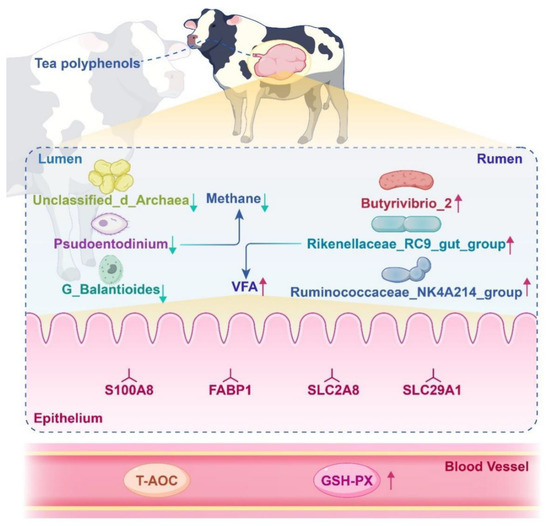 Tea polyphenols
Lumen
Rumen
Unclassified_d_Archaea
Methane
Butyrivibrio_2
Psudoentodinium
Rikenellaceae_RC9_gut_group
G_Balantioides
VFA
Ruminococcaceae_NK4A214_group
S100A8
FABP1
SLC2A8
SLC29A1
Epithelium
Blood Vessel
T-AOC
GSH-PX